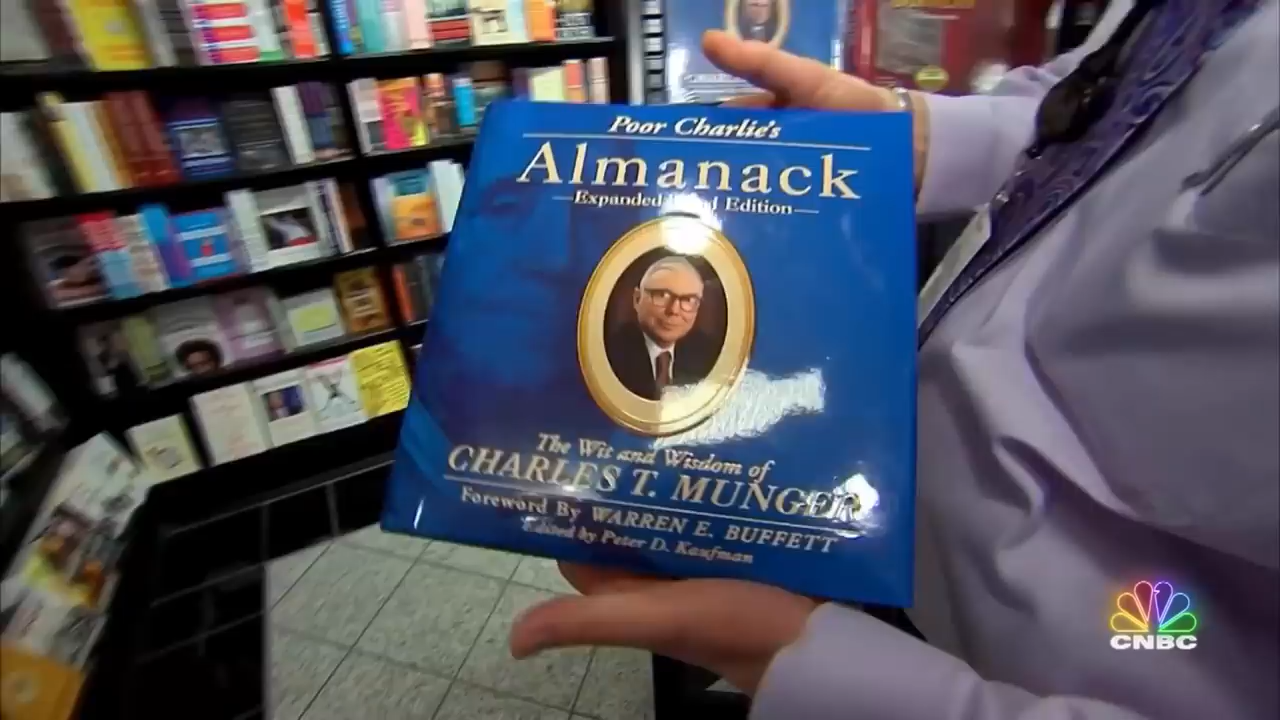 Poor Charlie's
Almanack
Expanded Edition
The Wit and Wisdom of
CHARLES T. MUNGER
Foreword By WARREN E. BUFFETT
Edited by Peter D. Kaufman
CNBC